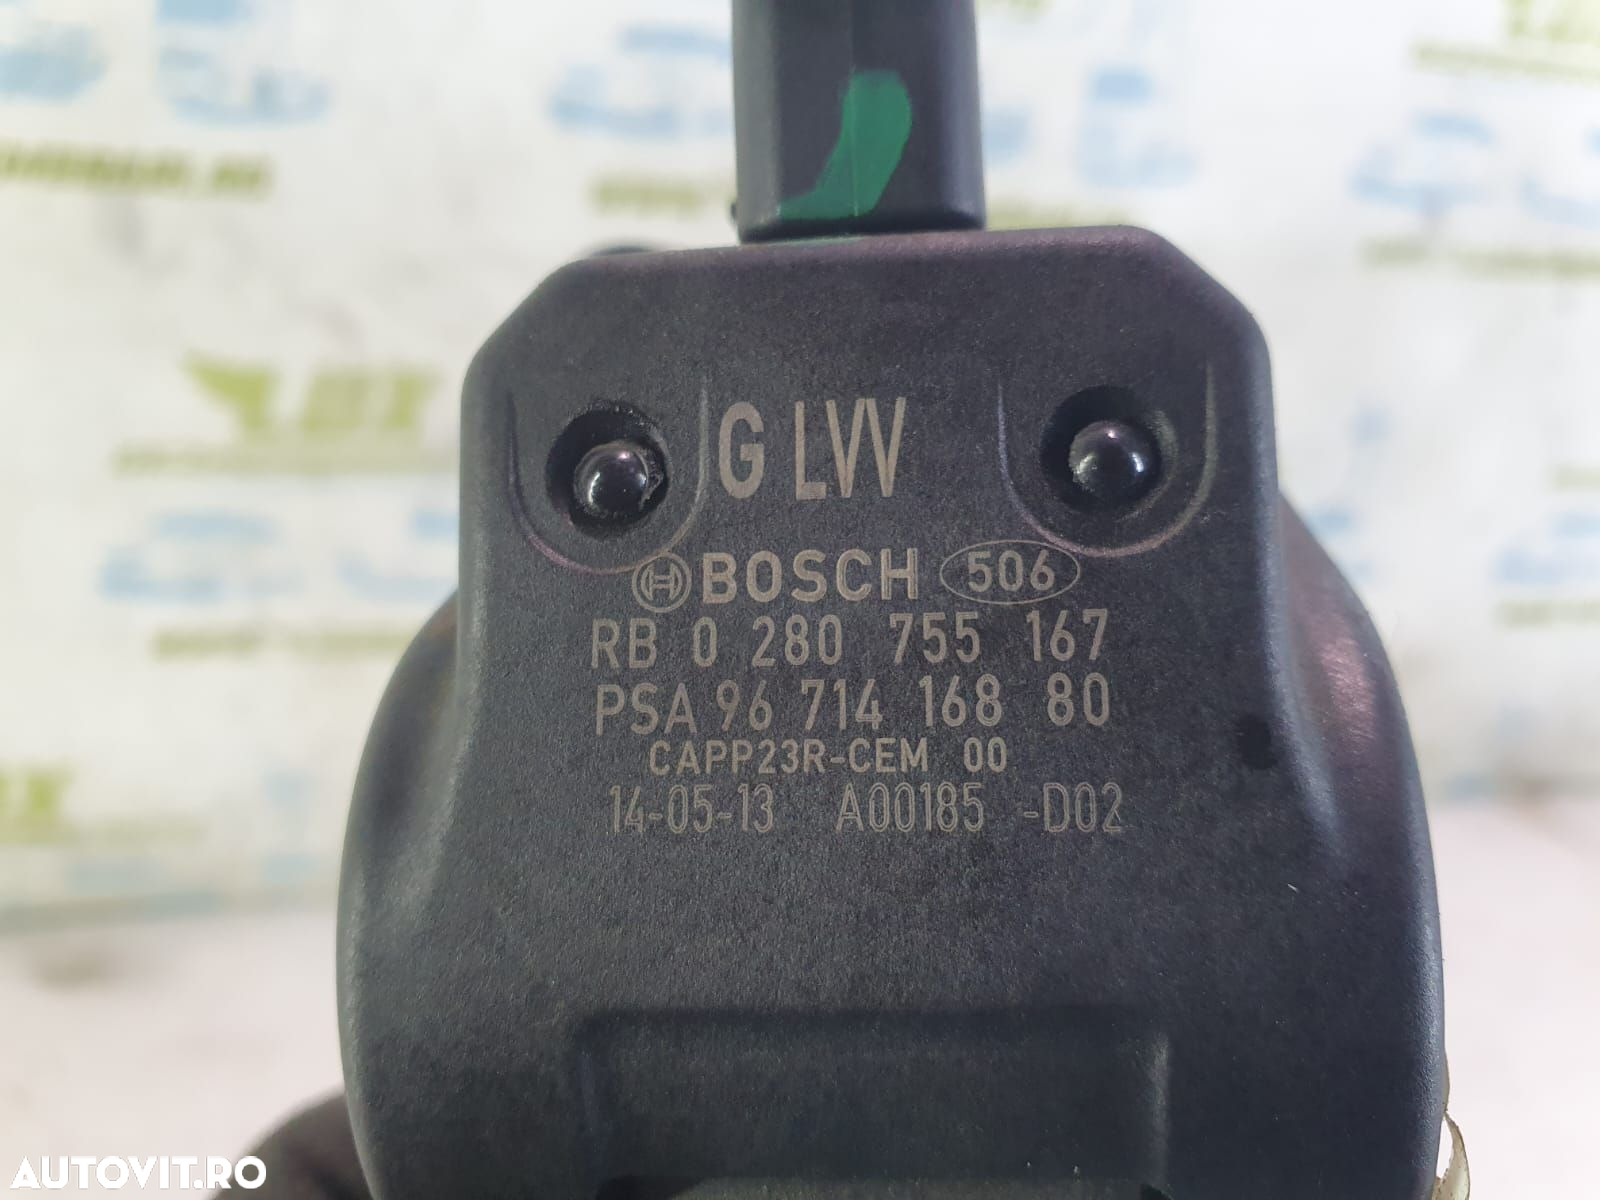 G LW
BOSCH 506
RB 0 280 755 167
PSA 96 714 168 80
CAPP23R-CEM 00
14-05-13 A00185 -D02
AUTOVIT.RO